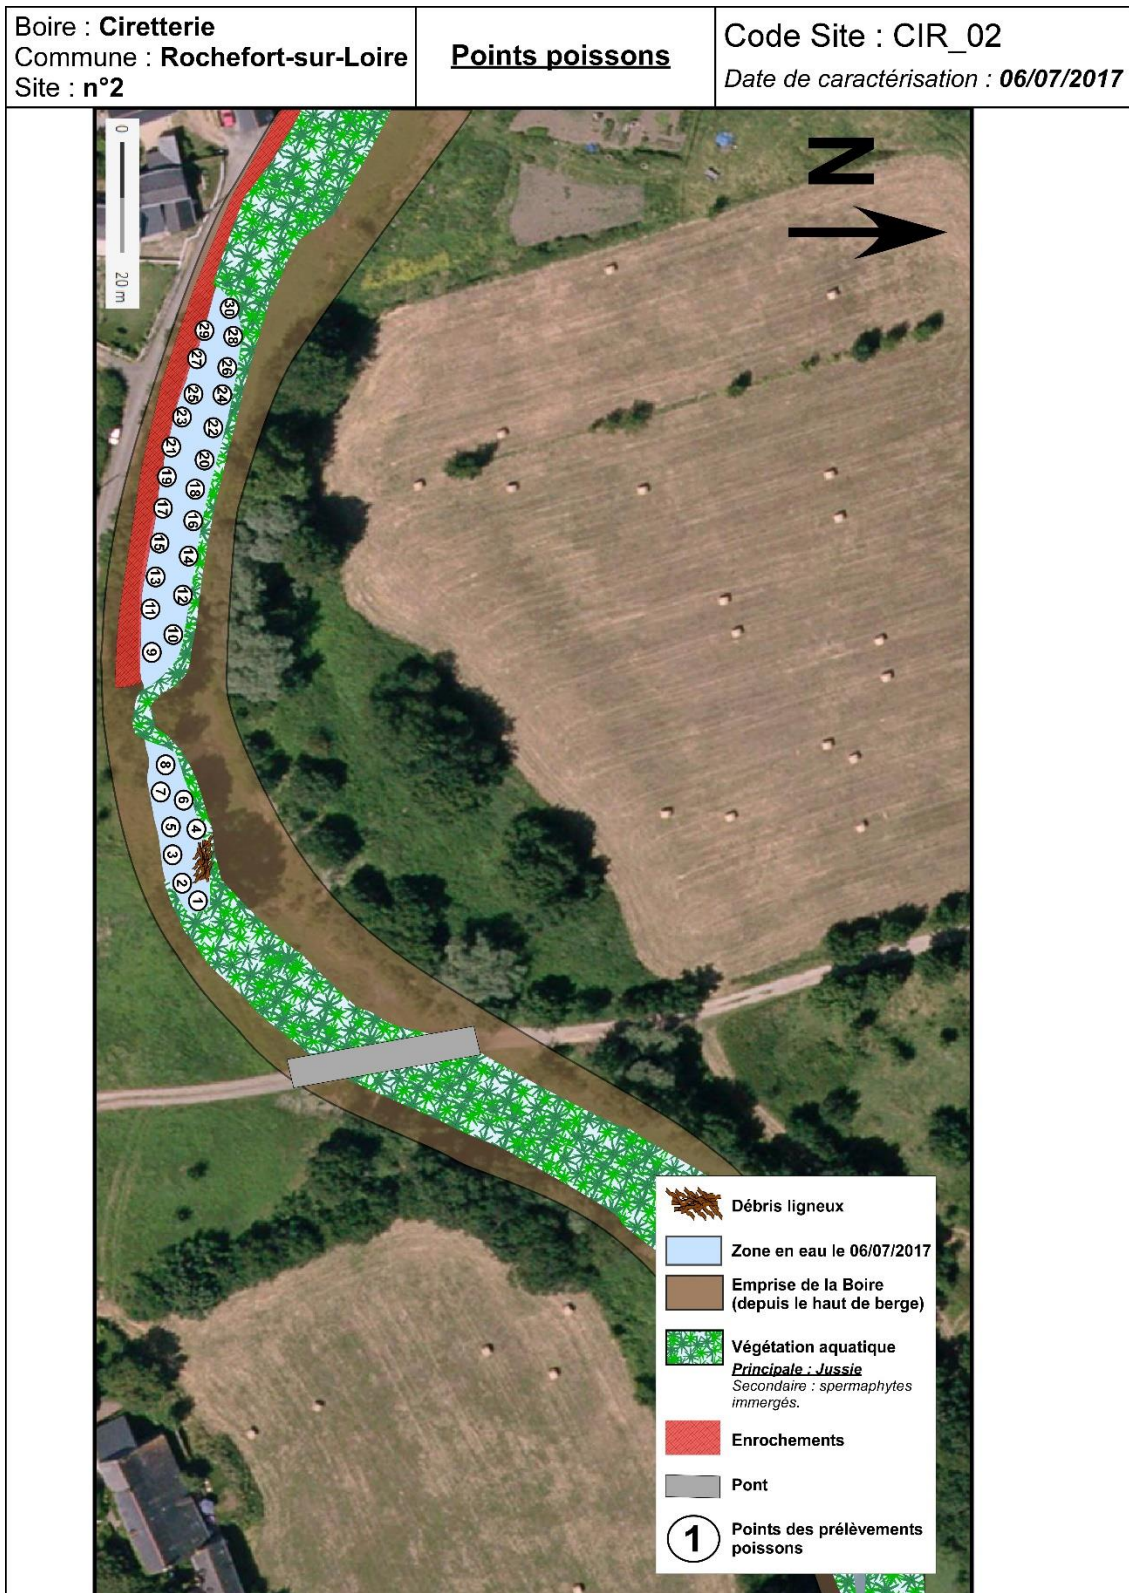 Boire : Ciretterie
Commune : Rochefort-sur-Loire
Site : n°2
Points poissons
Code Site : CIR_02
Date de caractérisation : 06/07/2017
0
20 m
N
30
29
28
27
26
25
24
23
22
21
20
19
18
17
16
15
14
13
12
11
10
9
8
7
6
5
4
3
2
1
Débris ligneux
Zone en eau le 06/07/2017
Emprise de la Boire
(depuis le haut de berge)
Végétation aquatique
Principale : Jussie
Secondaire : spermaphytes
immergés.
Enrochements
Pont
1
Points des prélèvements
poissons